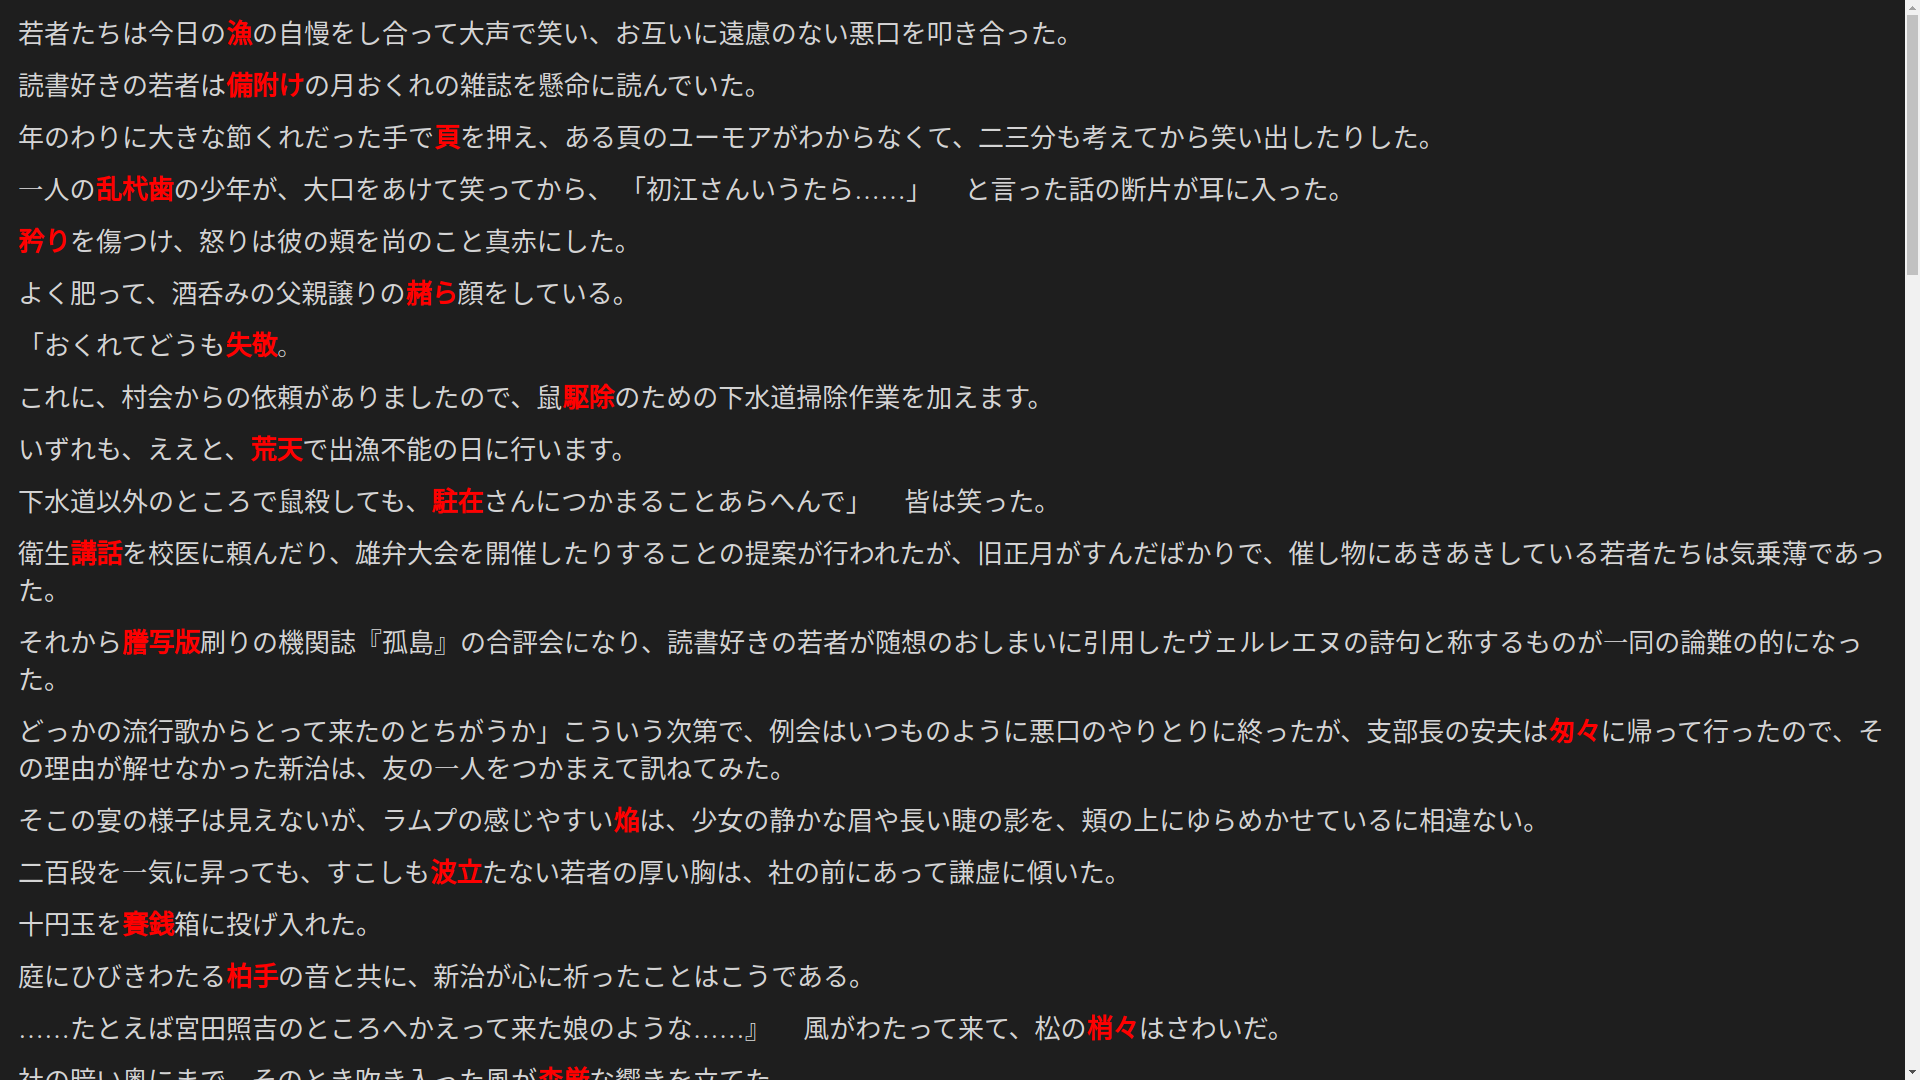 若者たちは今日の漁の自慢をし合って大声で笑い、お互いに遠慮のない悪口を叩き合った。
読書好きの若者は備附けの月おくれの雑誌を懸命に読んでいた。
年のわりに大きな節くれだった手で頁を押え、ある頁のユーモアがわからなくて、二三分も考えてから笑い出したりした。
一人の乱杙歯の少年が、大口をあけて笑ってから、 「初江さんいうたら……」　と言った話の断片が耳に入った。
矜りを傷つけ、怒りは彼の頬を尚のこと真赤にした。
よく肥って、酒呑みの父親譲りの赭ら顔をしている。
「おくれてどうも失敬。
これに、村会からの依頼がありましたので、鼠駆除のための下水道掃除作業を加えます。
いずれも、ええと、荒天で出漁不能の日に行います。
下水道以外のところで鼠殺しても、駐在さんにつかまることあらへんで」　皆は笑った。
衛生講話を校医に頼んだり、雄弁大会を開催したりすることの提案が行われたが、旧正月がすんだばかりで、催し物にあきあきしている若者たちは気乗薄であっ
た。
それから謄写版刷りの機関誌『孤島』の合評会になり、読書好きの若者が随想のおしまいに引用したヴェルレエヌの詩句と称するものが一同の論難の的になっ
た。
どっかの流行歌からとって来たのとちがうか」こういう次第で、例会はいつものように悪口のやりとりに終ったが、支部長の安夫は匆々に帰って行ったので、そ
の理由が解せなかった新治は、友の一人をつかまえて訊ねてみた。
そこの宴の様子は見えないが、ラムプの感じやすい焔は、少女の静かな眉や長い睫の影を、頬の上にゆらめかせているに相違ない。
二百段を一気に昇っても、すこしも波立たない若者の厚い胸は、社の前にあって謙虚に傾いた。
十円玉を賽銭箱に投げ入れた。
庭にひびきわたる柏手の音と共に、新治が心に祈ったことはこうである。
……たとえば宮田照吉のところへかえって来た娘のような……』　風がわたって来て、松の梢々はさわいだ。
社の暗い奥にまで、そのとき吹き入った風が森厳な響きを立てた